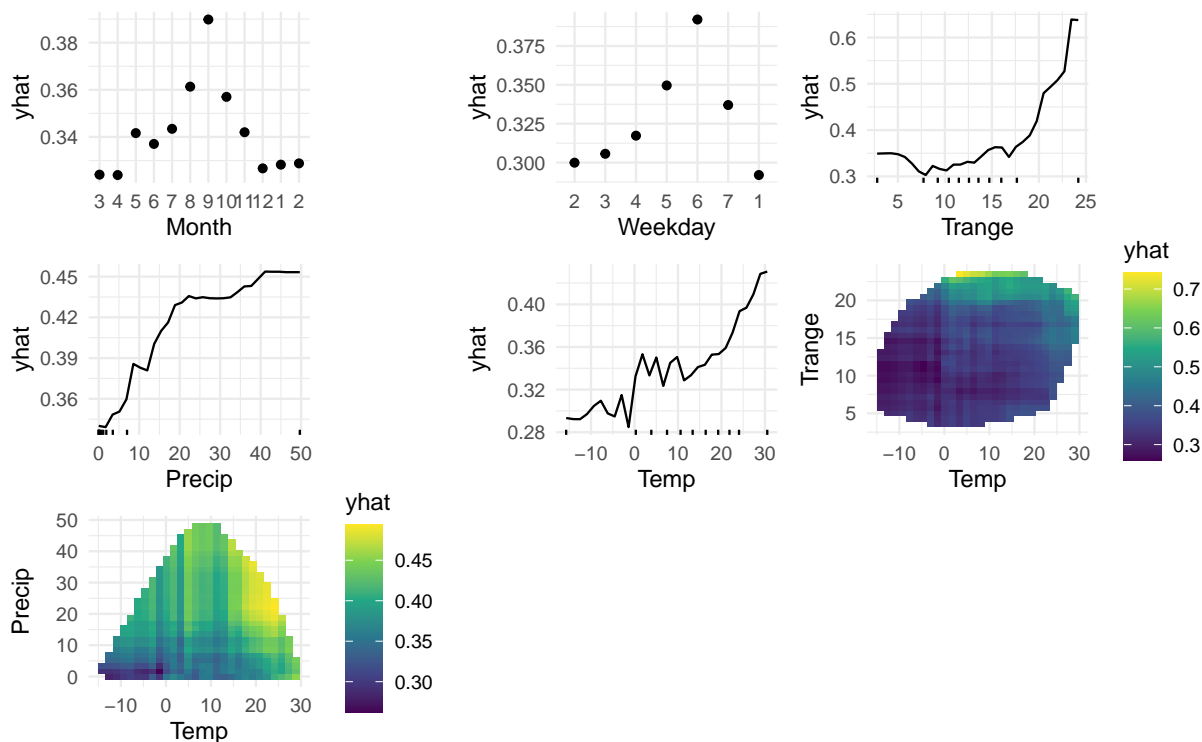 0.38
0.36
0.34
yhat
3 4 5 6 7 8 9 10 11 12 1 2
Month
0.375
0.350
0.325
0.300
yhat
2 3 4 5 6 7 1
Weekday
0.6
0.5
0.4
0.3
yhat
5 10 15 20 25
Trange
0.45
0.42
0.39
0.36
yhat
0 10 20 30 40 50
Precip
0.40
0.36
0.32
0.28
yhat
−10 0 10 20 30
Temp
20
15
10
5
Trange
−10 0 10 20 30
Temp
yhat
0.7
0.6
0.5
0.4
0.3
50
40
30
20
10
0
Precip
−10 0 10 20 30
Temp
yhat
0.45
0.40
0.35
0.30